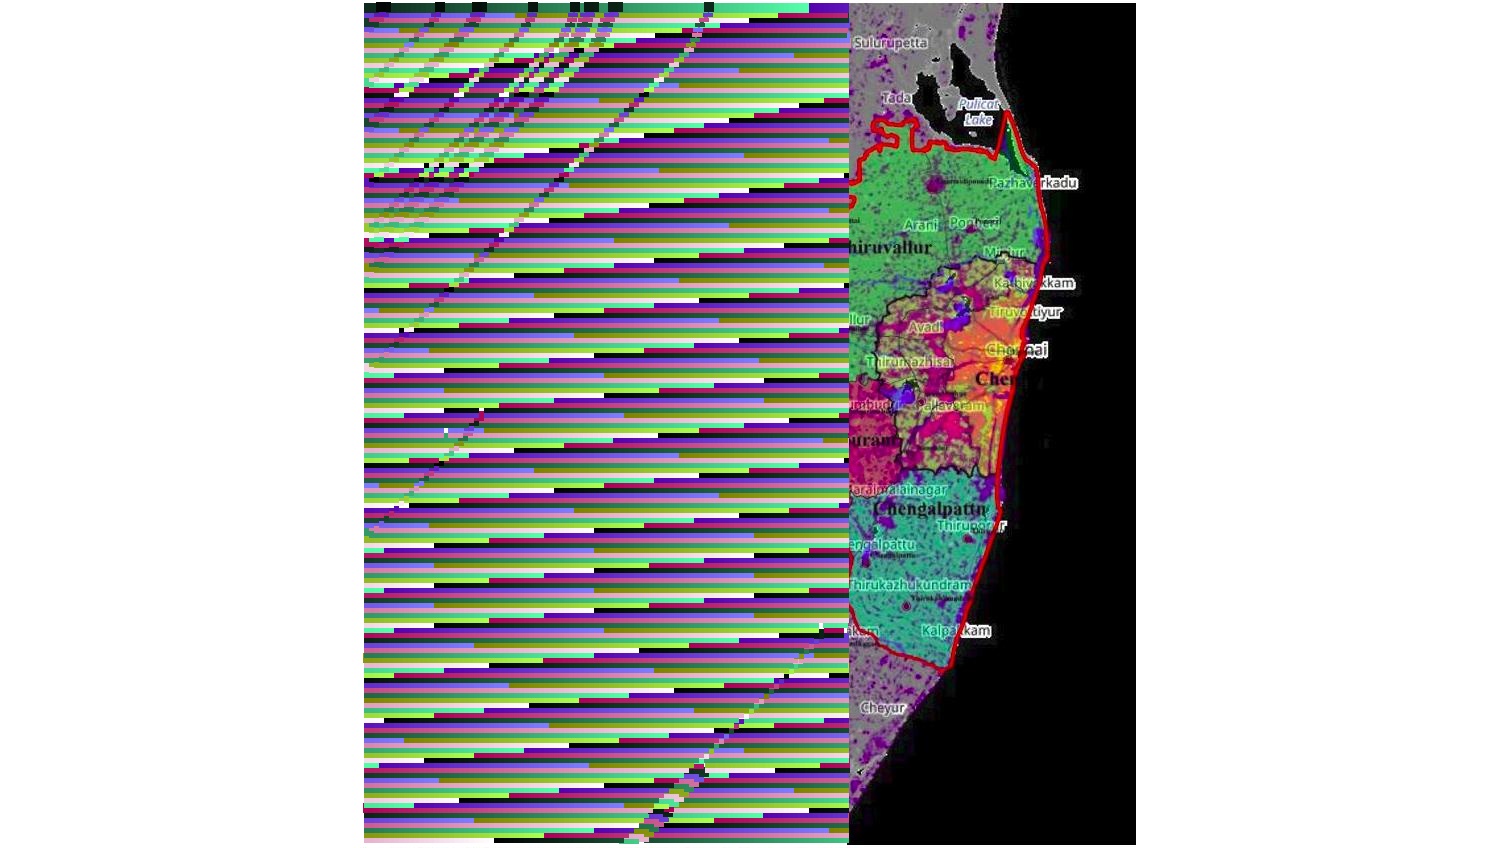 Sulurupetta
Tada
Pulicat
Lake
Pazhaverkadu
Arani
Ponneri
hiruvallur
Minjur
Kattivakkam
Tiruvottiyur
llur
Avadi
Chennai
Thirumazhisai
Chen
Pallavaram
Maraimalainagar
Chengalpattu
Thiruporur
engalpattu
Thirukazhukundram
Kalpakkam
Cheyur